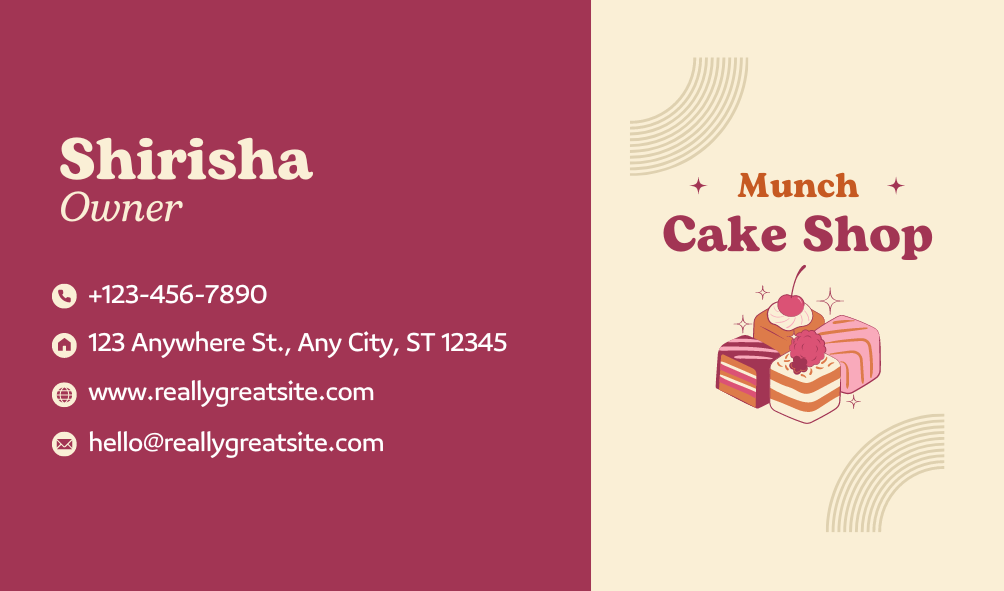 Shirisha
Owner
+123-456-7890
123 Anywhere St., Any City, ST 12345
www.reallygreatsite.com
hello@reallygreatsite.com
Munch
Cake Shop